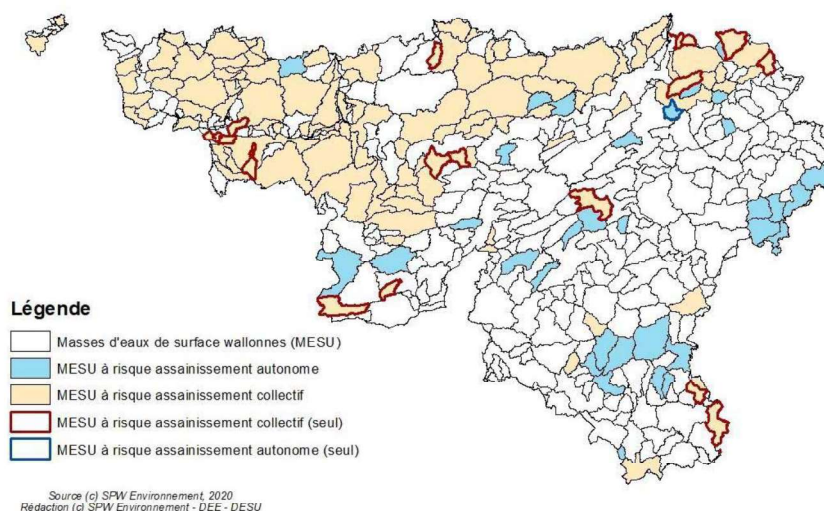 Légende
Masses d'eaux de surface wallonnes (MESU)
MESU à risque assainissement autonome
MESU à risque assainissement collectif
MESU à risque assainissement collectif (seul)
MESU à risque assainissement autonome (seul)
Source (c) SPW Environnement, 2020
Rédaction (c) SPW Environnement - DEE - DESU